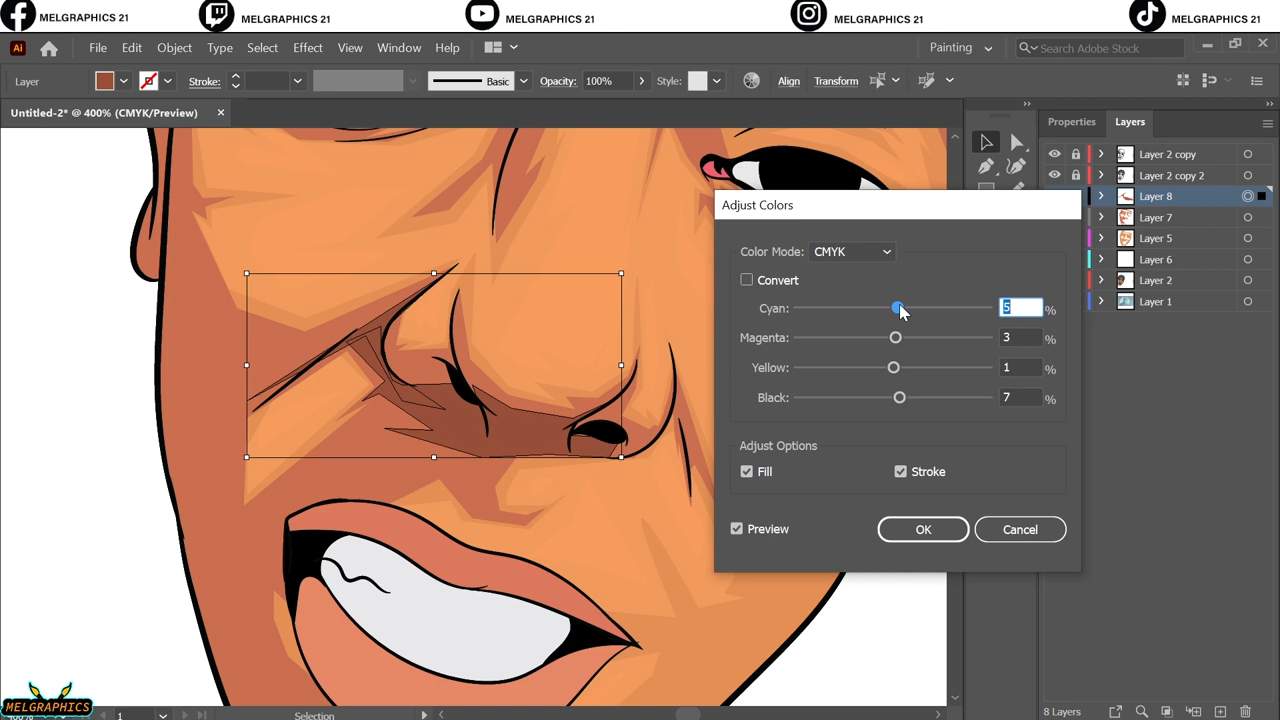 MELGRAPHICS 21 MELGRAPHICS 21 MELGRAPHICS 21 MELGRAPHICS 21 MELGRAPHICS 21
Ai File Edit Object Type Select Effect View Window Help Painting Search Adobe Stock
Layer Stroke: Basic Opacity: 100% Style: Align Transform
Untitled-2* @ 400% (CMYK/Preview)
Properties Layers
Layer 2 copy
Layer 2 copy 2
Layer 8
Layer 7
Layer 5
Layer 6
Layer 2
Layer 1
Adjust Colors
Color Mode: CMYK
Convert
Cyan: 5 %
Magenta: 3 %
Yellow: 1 %
Black: 7 %
Adjust Options
Fill Stroke
Preview OK Cancel
MELGRAPHICS
1 Selection
8 Layers